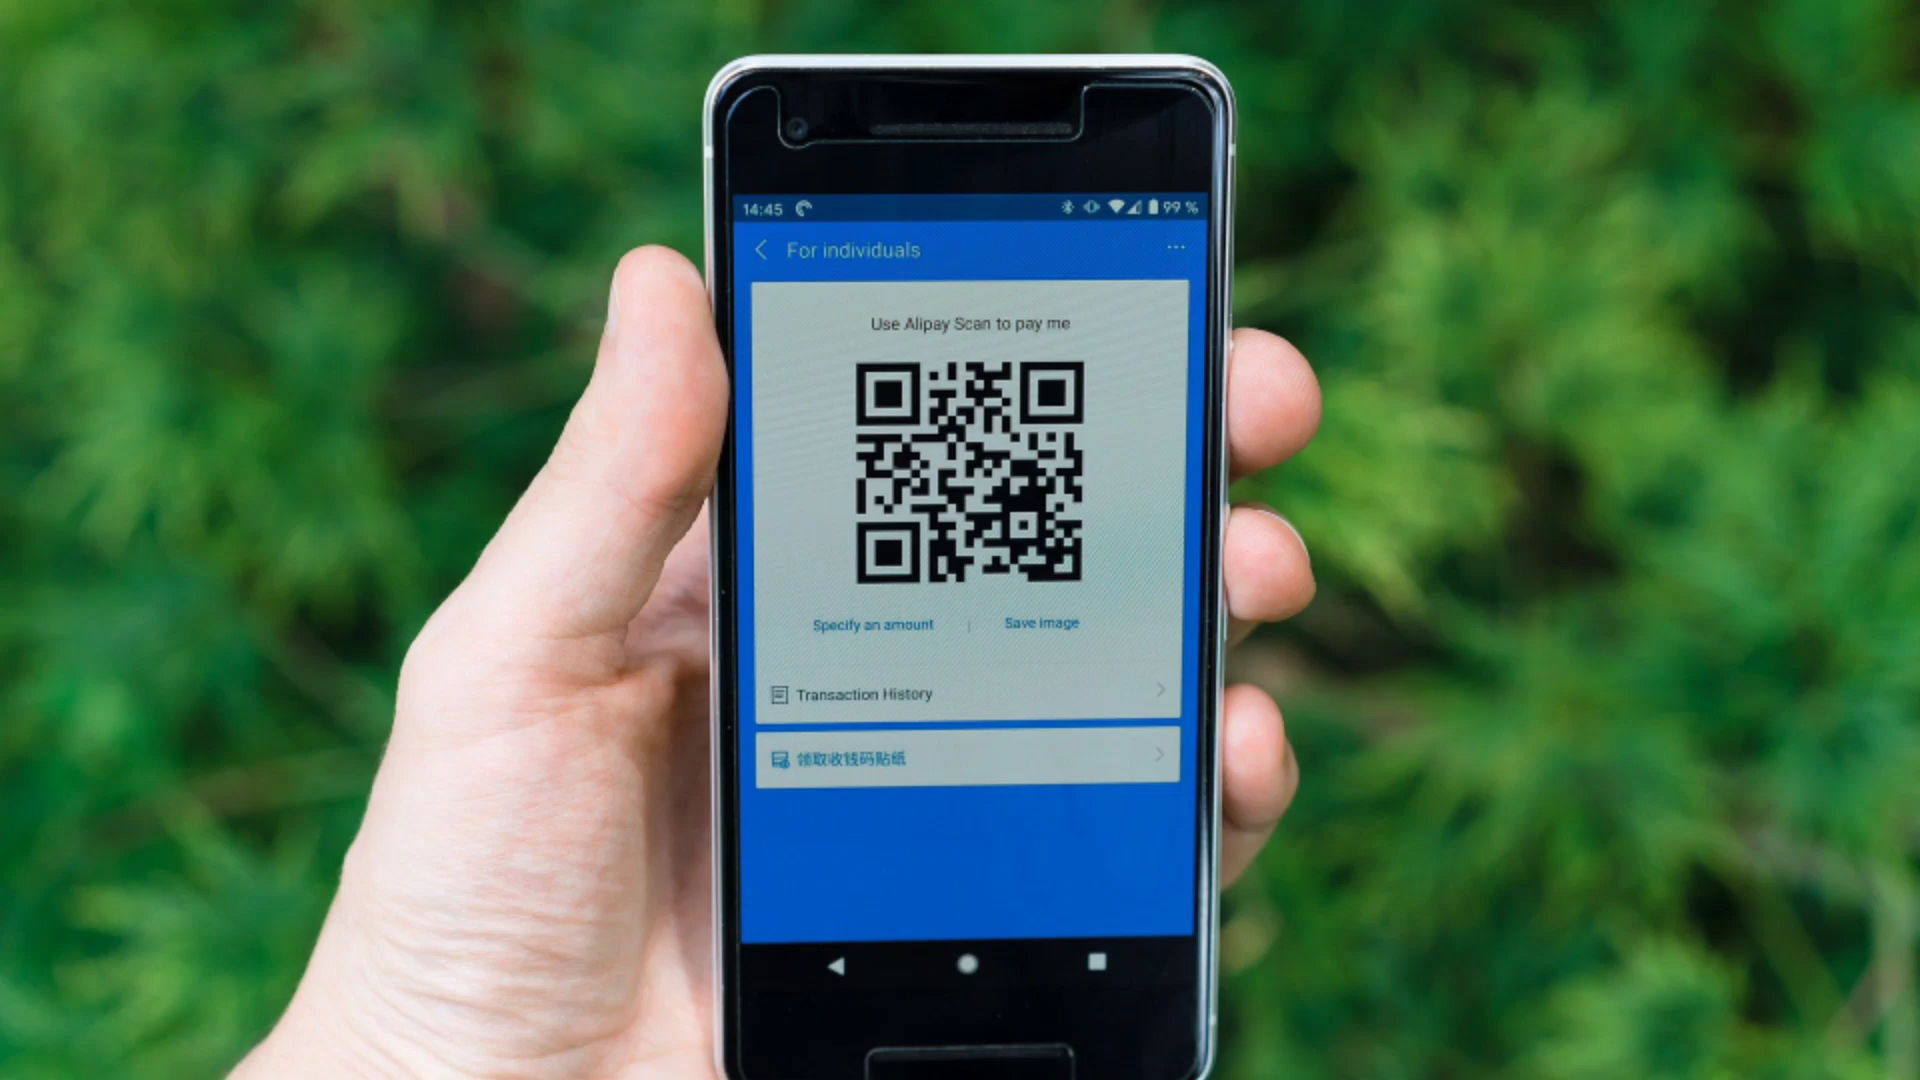 14:45 99 %
For individuals
Use Alipay Scan to pay me
Specify an amount | Save image
Transaction History
领取收钱码贴纸